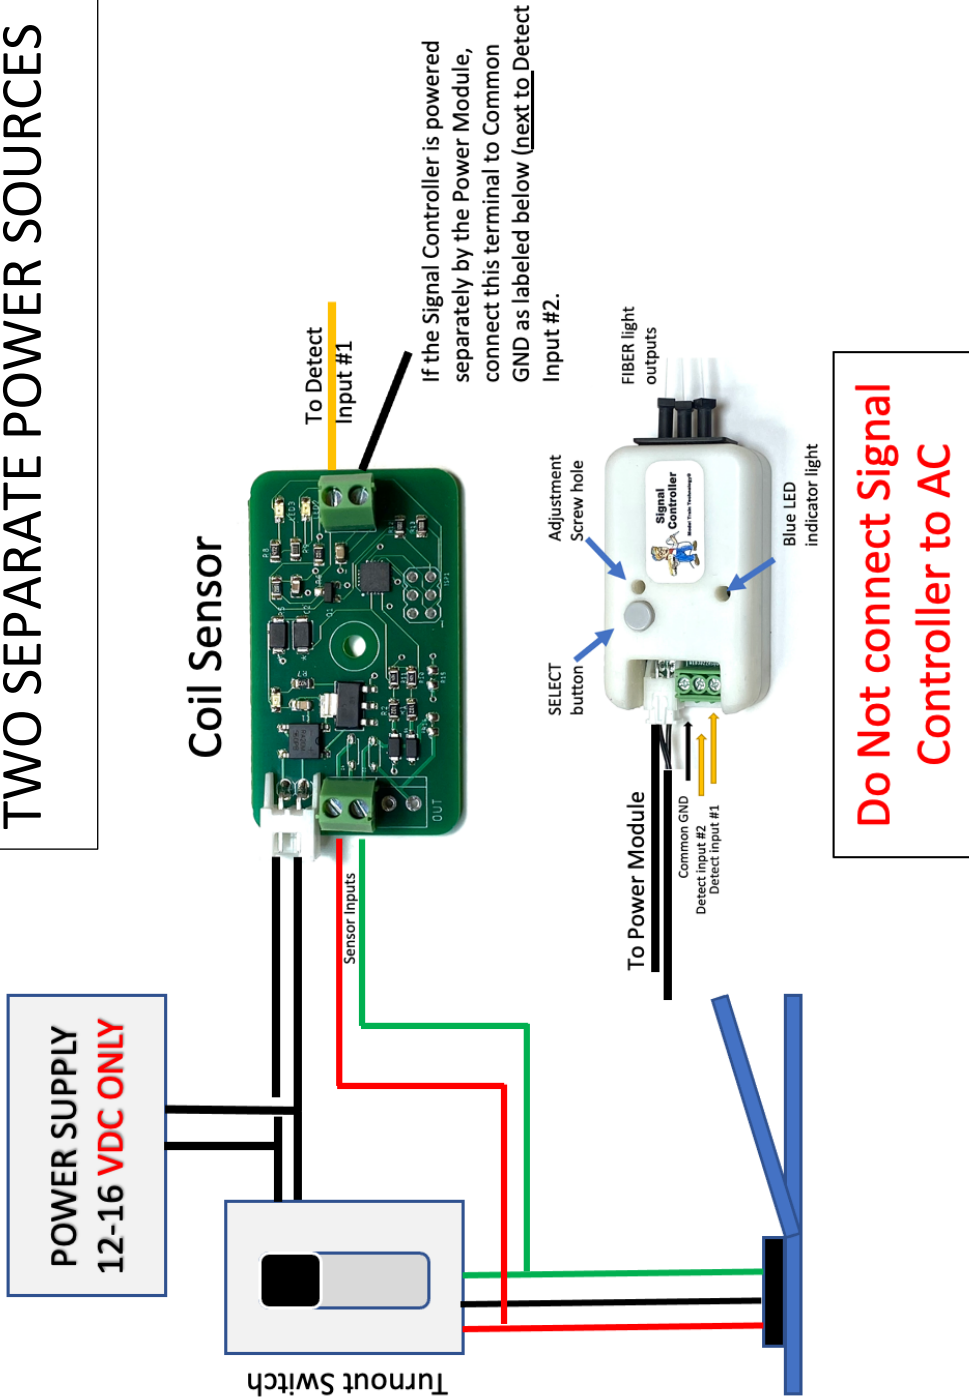 TWO SEPARATE POWER SOURCES
POWER SUPPLY
12-16 VDC ONLY
Coil Sensor
To Detect
Input #1
If the Signal Controller is powered
separately by the Power Module,
connect this terminal to Common
GND as labeled below (next to Detect
Input #2.
Sensor Inputs
OUT
Turnout Switch
SELECT
button
Adjustment
Screw hole
FIBER light
outputs
Signal
Controller
Model Train Technology
Blue LED
indicator light
To Power Module
Common GND
Detect input #2
Detect input #1
Do Not connect Signal
Controller to AC